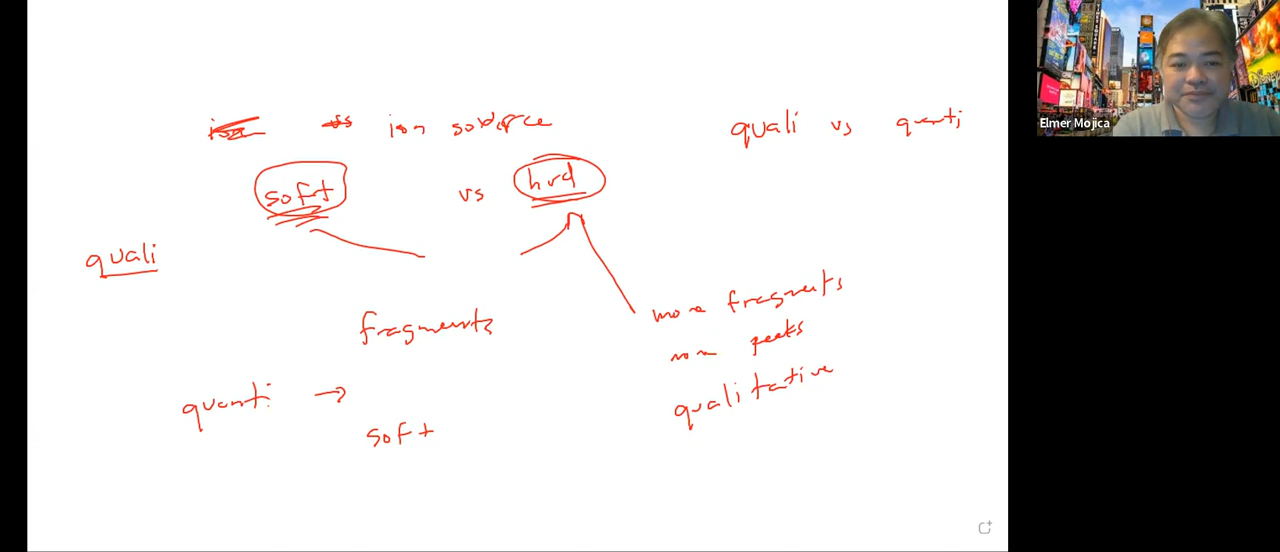 ion source
quali vs quanti
soft vs hrd
quali
fragments
more fragments
more peaks
qualitative
quanti →
soft
Elmer Mojica